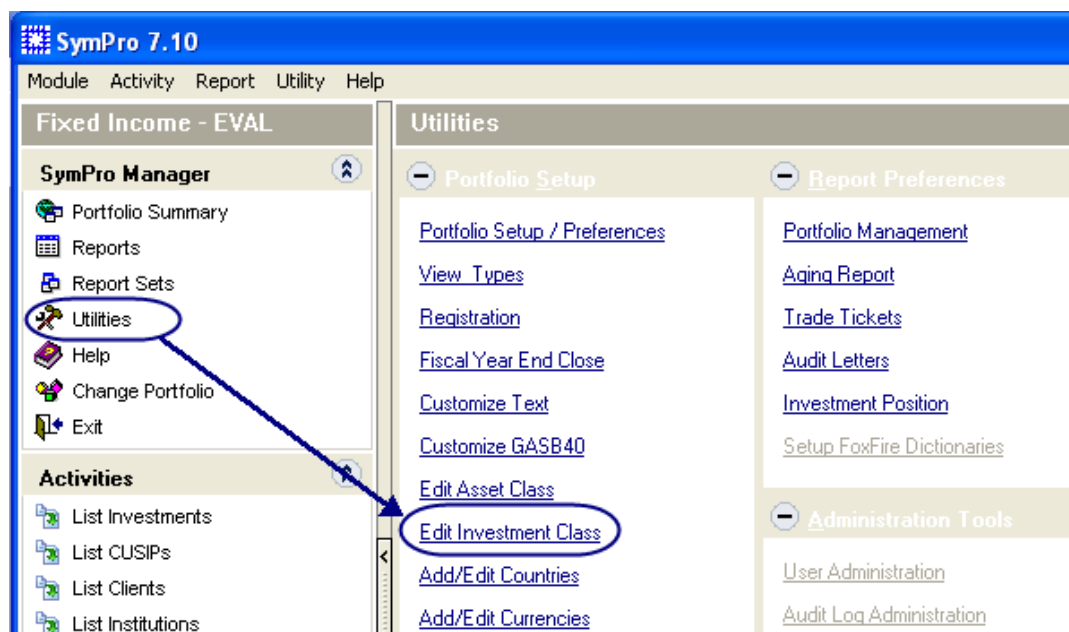 SymPro 7.10
Module Activity Report Utility Help
Fixed Income - EVAL
SymPro Manager
Portfolio Summary
Reports
Report Sets
Utilities
Help
Change Portfolio
Exit
Activities
List Investments
List CUSIPs
List Clients
List Institutions
Utilities
Portfolio Setup
Portfolio Setup / Preferences
View Types
Registration
Fiscal Year End Close
Customize Text
Customize GASB40
Edit Asset Class
Edit Investment Class
Add/Edit Countries
Add/Edit Currencies
Report Preferences
Portfolio Management
Aging Report
Trade Tickets
Audit Letters
Investment Position
Setup FoxFire Dictionaries
Administration Tools
User Administration
Audit Log Administration